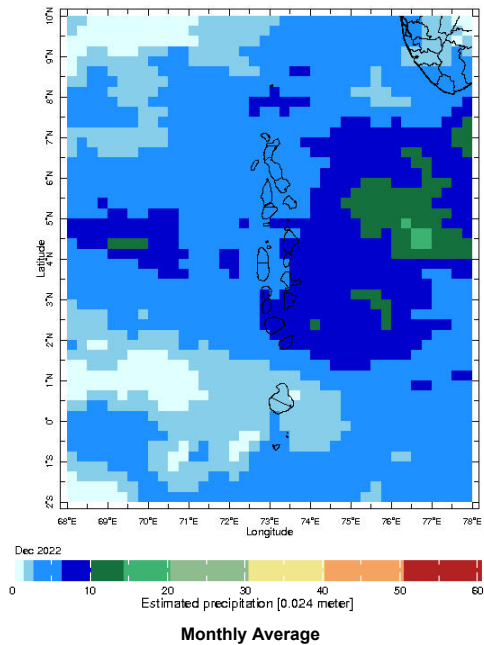 10°N
9°N
8°N
7°N
6°N
5°N
4°N
3°N
2°N
1°N
0°
1°S
2°S
Latitude
68°E 69°E 70°E 71°E 72°E 73°E 74°E 75°E 76°E 77°E 78°E
Longitude
Dec 2022
0 10 20 30 40 50 60
Estimated precipitation [0.024 meter]
Monthly Average